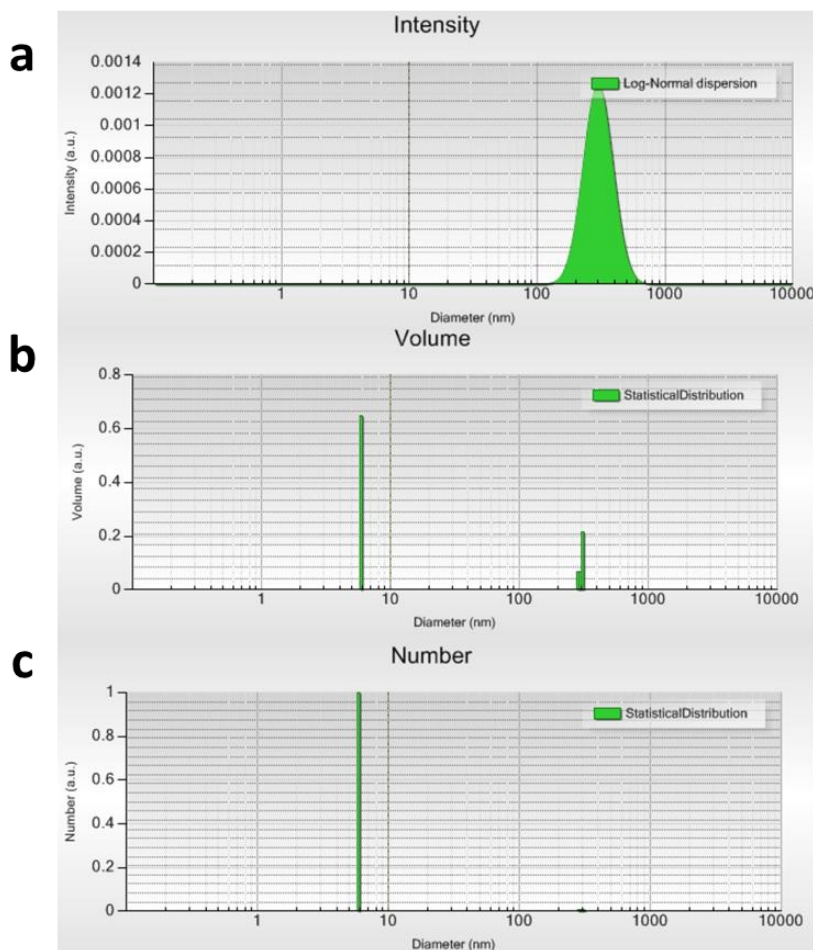 a
Intensity
Log-Normal dispersion
Intensity (a.u.)
0.0014
0.0012
0.001
0.0008
0.0006
0.0004
0.0002
0
1 10 100 1000 10000
Diameter (nm)
b
Volume
StatisticalDistribution
Volume (a.u.)
0.8
0.6
0.4
0.2
0
1 10 100 1000 10000
Diameter (nm)
c
Number
StatisticalDistribution
Number (a.u.)
1
0.8
0.6
0.4
0.2
0
1 10 100 1000 10000
Diameter (nm)